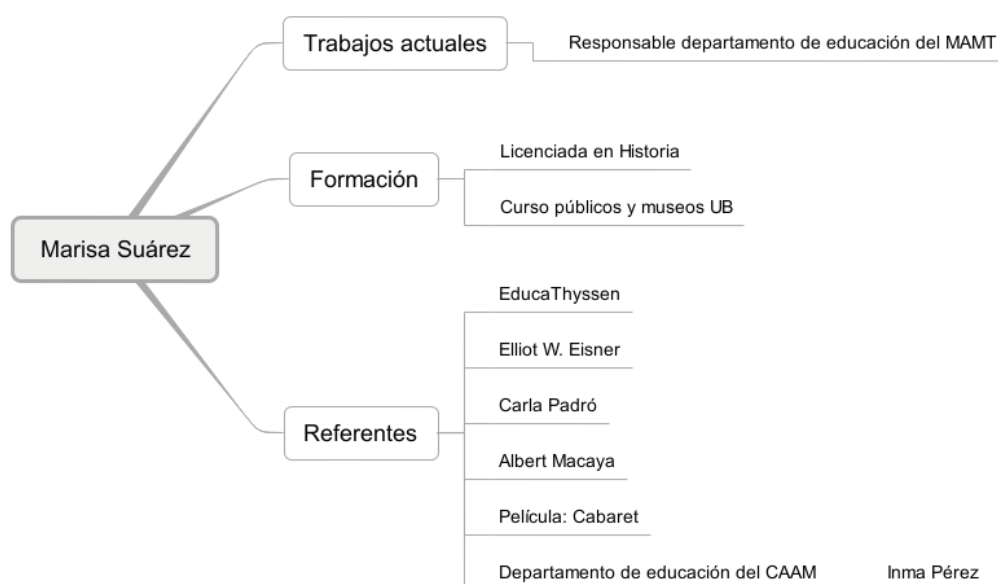 Trabajos actuales
Responsable departamento de educación del MAMT
Licenciada en Historia
Formación
Curso públicos y museos UB
Marisa Suárez
EducaThyssen
Elliot W. Eisner
Carla Padró
Referentes
Albert Macaya
Película: Cabaret
Departamento de educación del CAAM
Inma Pérez